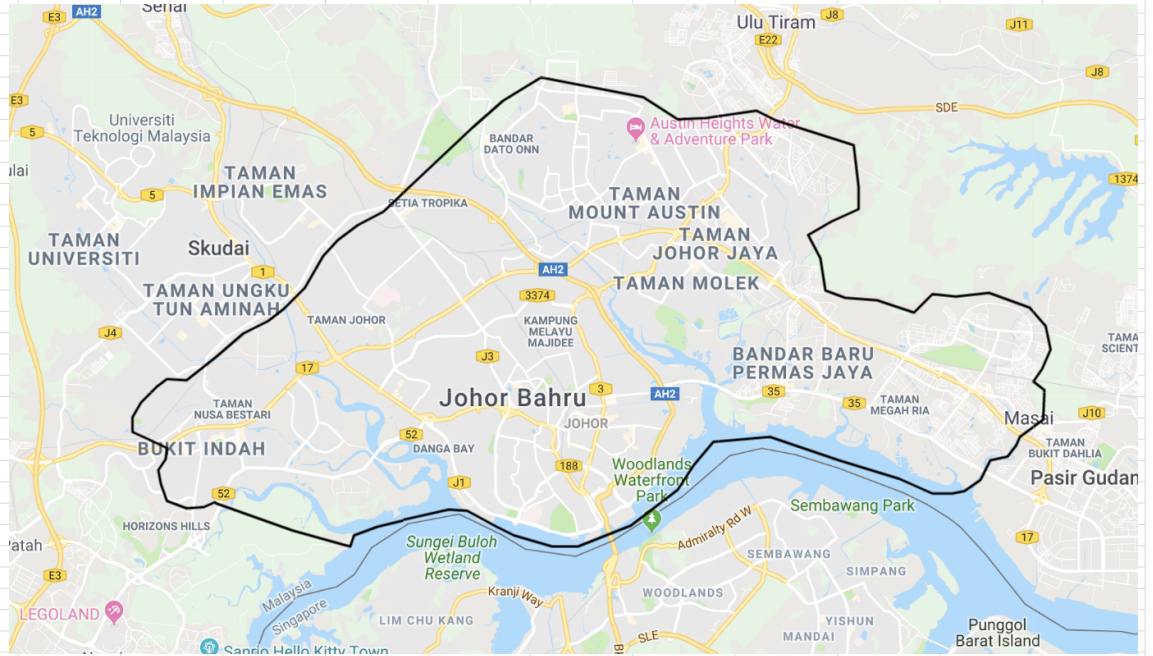 Senai
AH2
E3
Ulu Tiram
J8
J11
E22
J8
E3
SDE
5
Universiti
Teknologi Malaysia
BANDAR
DATO ONN
Austin Heights Water
& Adventure Park
ulai
TAMAN
IMPIAN EMAS
5
1374
SETIA TROPIKA
TAMAN
MOUNT AUSTIN
TAMAN
UNIVERSITI
Skudai
TAMAN
JOHOR JAYA
1
AH2
TAMAN MOLEK
TAMAN UNGKU
TUN AMINAH
3374
TAMAN JOHOR
KAMPUNG
MELAYU
MAJIDEE
J4
TAMA
SCIENT
J3
17
BANDAR BARU
PERMAS JAYA
Johor Bahru
3
AH2
35
35
TAMAN
NUSA BESTARI
TAMAN
MEGAH RIA
Masai
J10
JOHOR
52
BUKIT INDAH
DANGA BAY
TAMAN
BUKIT DAHLIA
188
Woodlands
Waterfront
Park
Pasir Gudan
J1
52
Sembawang Park
HORIZONS HILLS
Admiralty Rd W
17
Patah
Sungei Buloh
Wetland
Reserve
SEMBAWANG
SIMPANG
E3
Malaysia
Singapore
Kranji Way
WOODLANDS
LEGOLAND
LIM CHU KANG
YISHUN
SLE
MANDAI
Punggol
Barat Island
Sanrio Hello Kitty Town